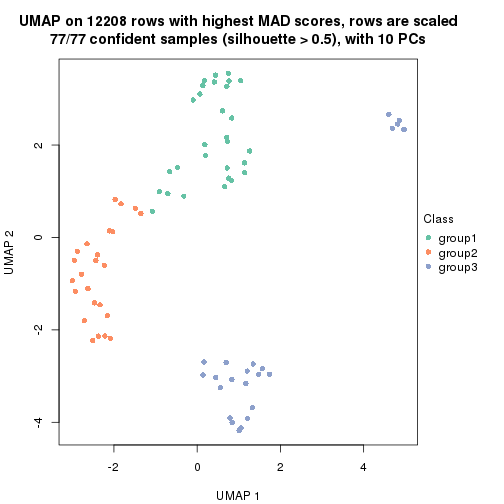 UMAP on 12208 rows with highest MAD scores, rows are scaled
77/77 confident samples (silhouette > 0.5), with 10 PCs
UMAP 2
2
0
-2
-4
-2
0
2
4
UMAP 1
Class
group1
group2
group3